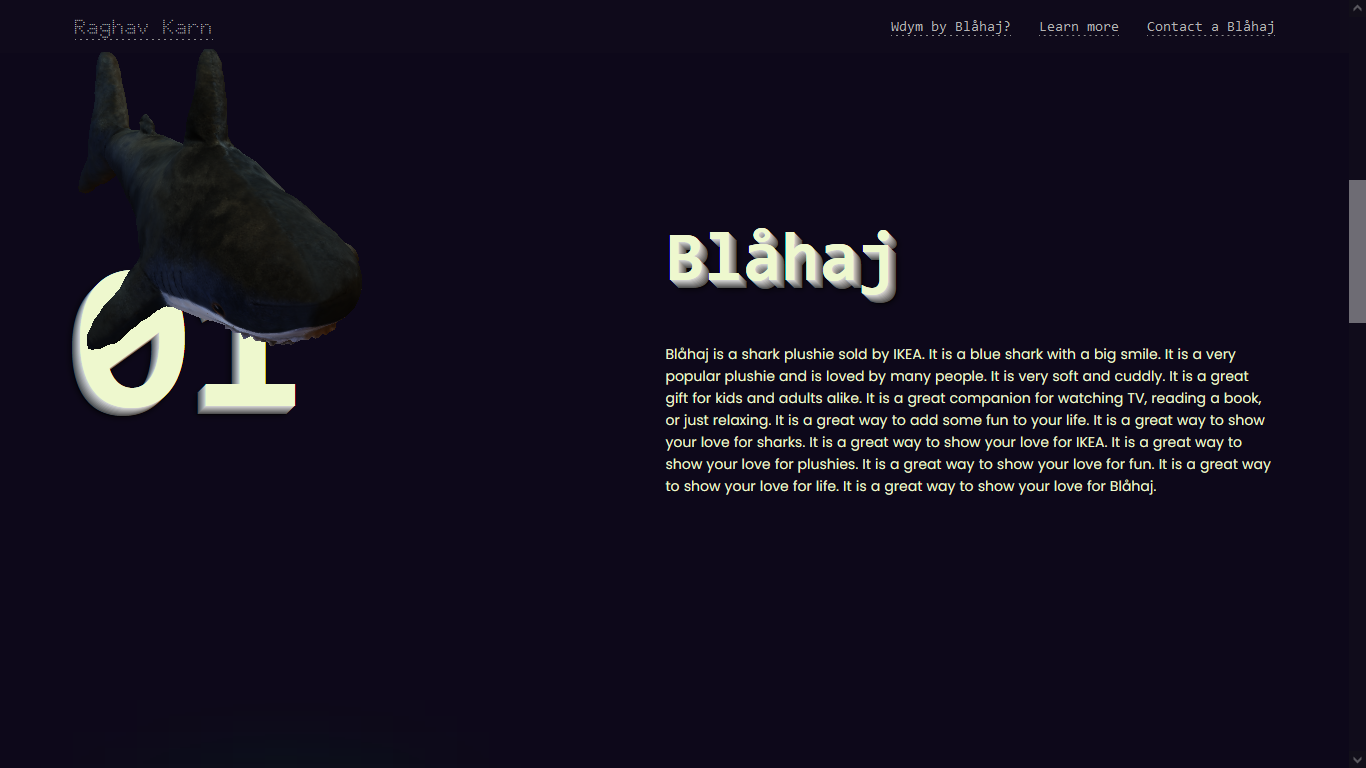 Raghav Karn
Wdym by Blåhaj? Learn more Contact a Blåhaj
01
Blåhaj
Blåhaj is a shark plushie sold by IKEA. It is a blue shark with a big smile. It is a very
popular plushie and is loved by many people. It is very soft and cuddly. It is a great
gift for kids and adults alike. It is a great companion for watching TV, reading a book,
or just relaxing. It is a great way to add some fun to your life. It is a great way to show
your love for sharks. It is a great way to show your love for IKEA. It is a great way to
show your love for plushies. It is a great way to show your love for fun. It is a great way
to show your love for life. It is a great way to show your love for Blåhaj.